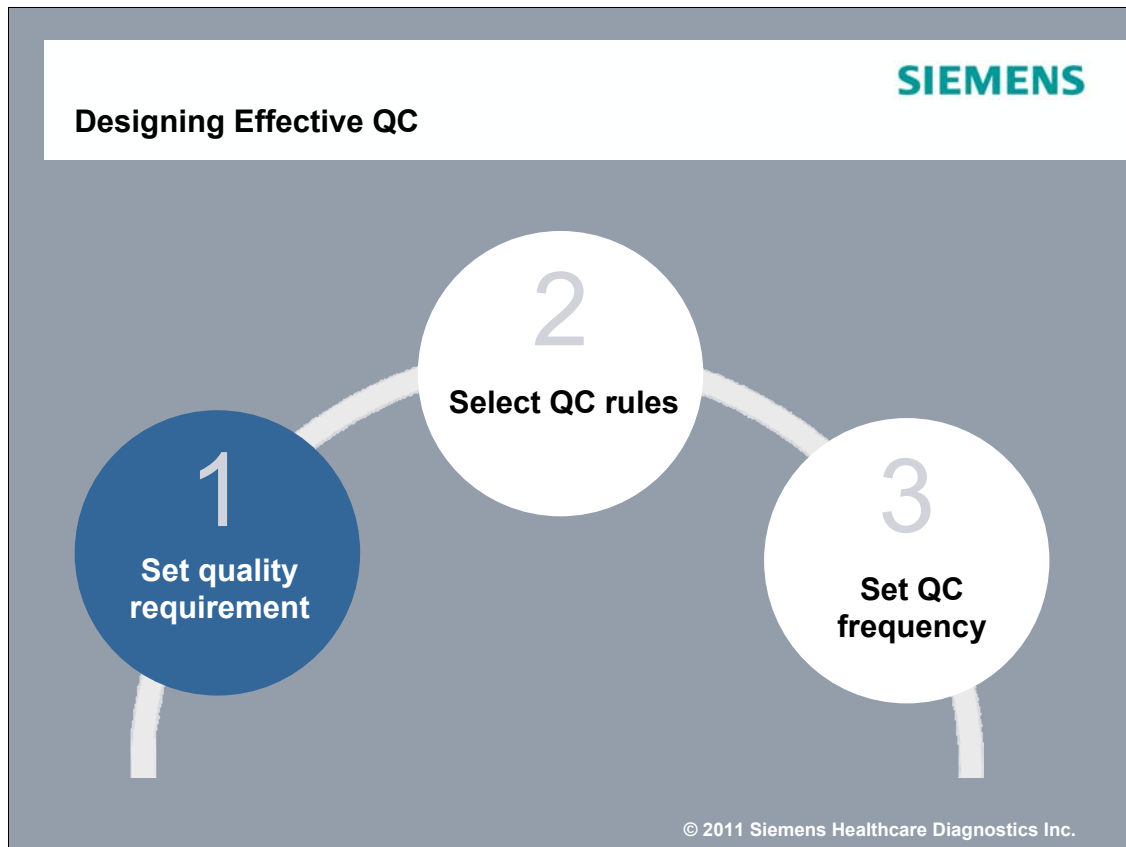 SIEMENS
Designing Effective QC
1
Set quality
requirement
2
Select QC rules
3
Set QC
frequency
© 2011 Siemens Healthcare Diagnostics Inc.